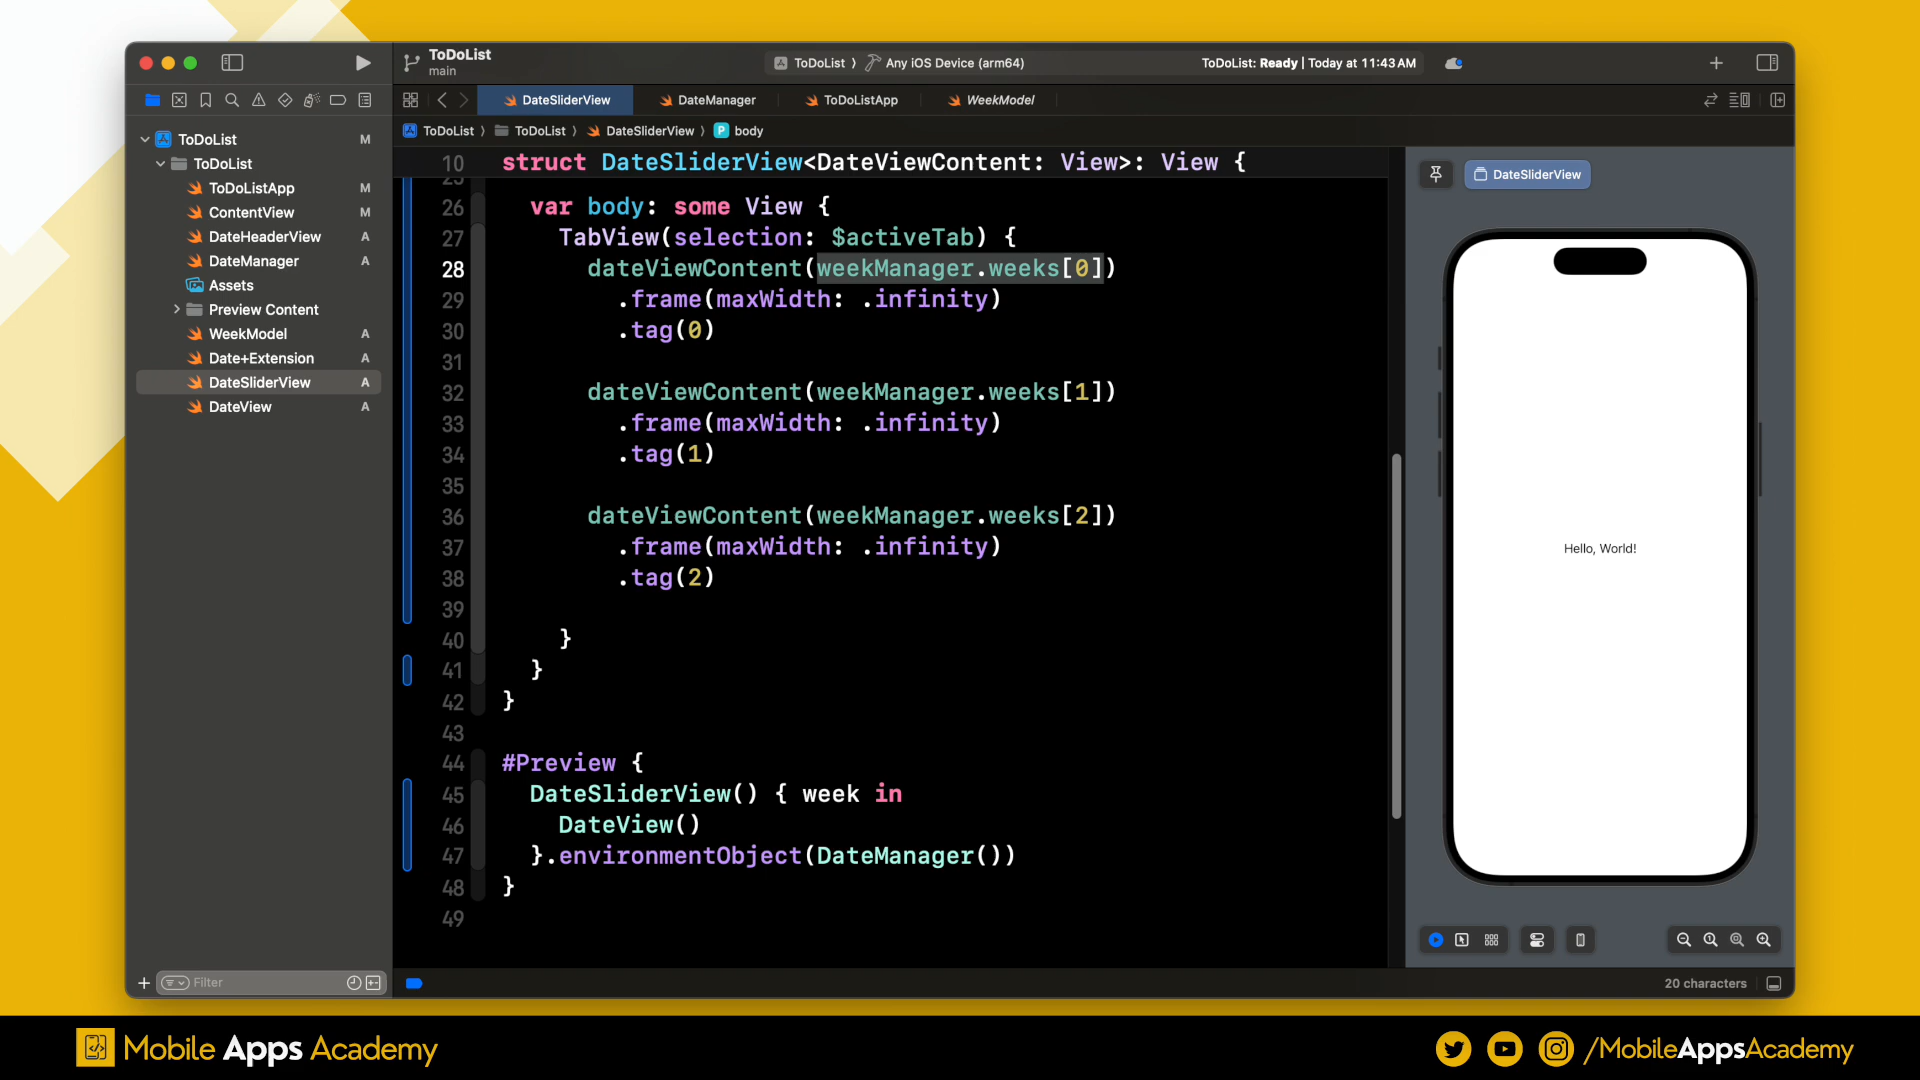 ToDoList
main
ToDoList 〉 Any iOS Device (arm64)
ToDoList: Ready | Today at 11:43 AM
DateSliderView
DateManager
ToDoListApp
WeekModel
ToDoList 〉 ToDoList 〉 DateSliderView 〉 P body
ToDoList M
ToDoList
ToDoListApp M
ContentView M
DateHeaderView A
DateManager A
Assets
Preview Content
WeekModel A
Date+Extension A
DateSliderView A
DateView A
Filter
10 struct DateSliderView<DateViewContent: View>: View {
26 var body: some View {
27 TabView(selection: $activeTab) {
28 dateViewContent(weekManager.weeks[0])
29 .frame(maxWidth: .infinity)
30 .tag(0)
31
32 dateViewContent(weekManager.weeks[1])
33 .frame(maxWidth: .infinity)
34 .tag(1)
35
36 dateViewContent(weekManager.weeks[2])
37 .frame(maxWidth: .infinity)
38 .tag(2)
39
40 }
41 }
42 }
43
44 #Preview {
45 DateSliderView() { week in
46 DateView()
47 }.environmentObject(DateManager())
48 }
49
DateSliderView
Hello, World!
20 characters
Mobile Apps Academy
/MobileAppsAcademy